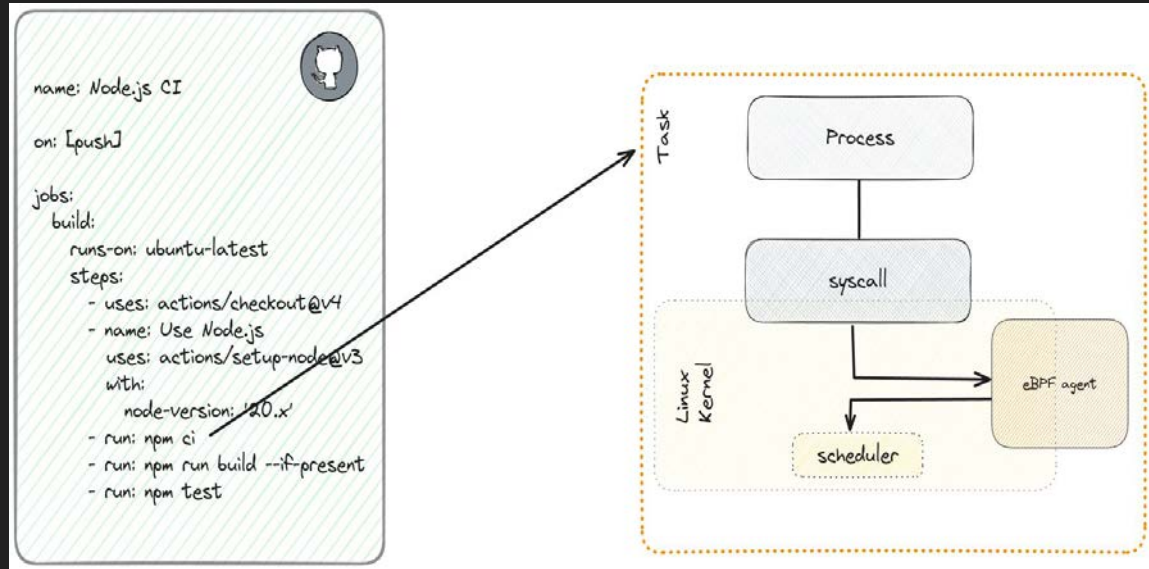 name: Node.js CI
on: [push]
jobs:
build:
runs-on: ubuntu-latest
steps:
- uses: actions/checkout@v4
- name: Use Node.js
uses: actions/setup-node@v3
with:
node-version: '20.x'
- run: npm ci
- run: npm run build --if-present
- run: npm test
Task
Process
syscall
Linux
Kernel
eBPF agent
scheduler